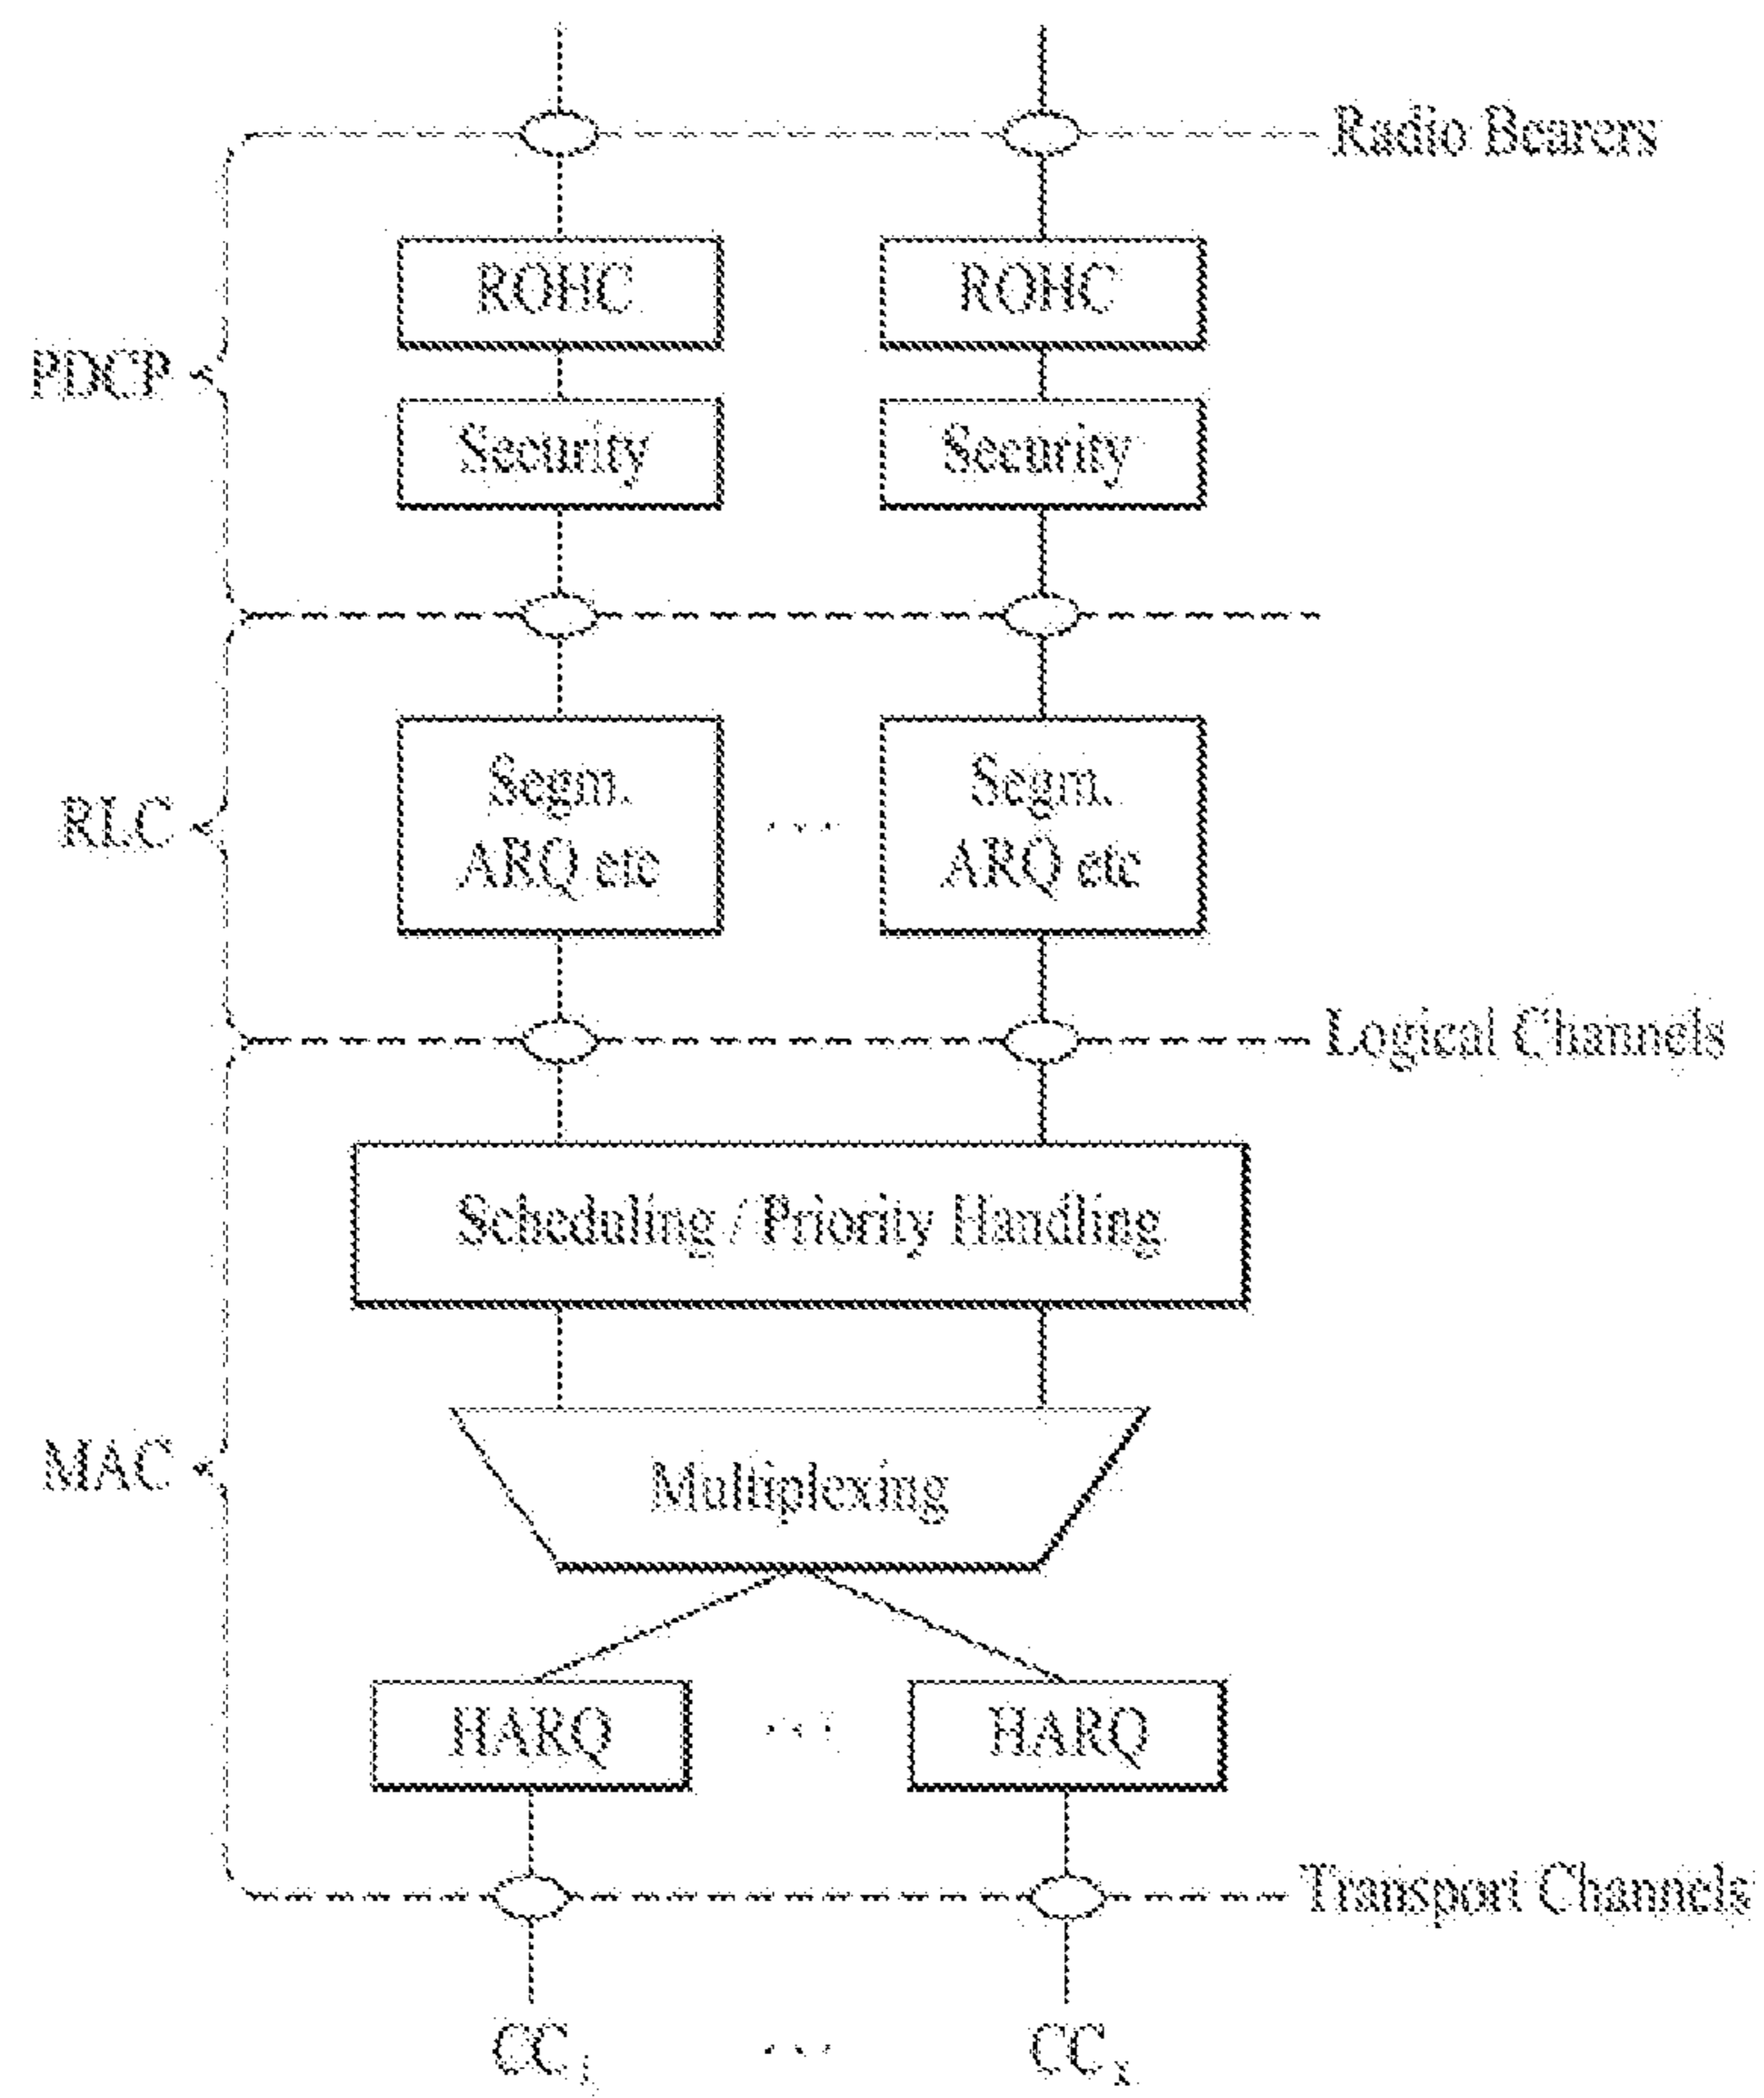 Radio Bearers
ROHC
ROHC
PDCP
Security
Security
Segm.
ARQ etc
...
Segm.
ARQ etc
RLC
Logical Channels
Scheduling / Priority Handling
Multiplexing
MAC
HARQ
...
HARQ
Transport Channels
CC
...
CC